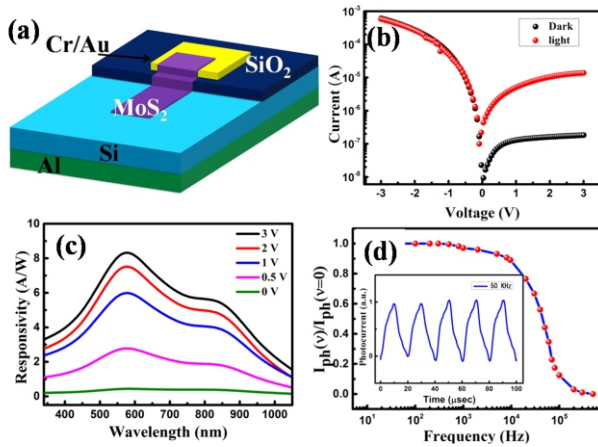 (a)
Cr/Au
SiO2
MoS2
Si
Al
(b)
Dark
light
Current (A)
10^-3
10^-4
10^-5
10^-6
10^-7
10^-8
-3 -2 -1 0 1 2 3
Voltage (V)
(c)
3 V
2 V
1 V
0.5 V
0 V
Responsivity (A/W)
10
8
6
4
2
0
400 500 600 700 800 900 1000
Wavelength (nm)
(d)
Iph(ν)/Iph(ν=0)
1.0
0.8
0.6
0.4
0.2
0.0
50 KHz
Photocurrent (a.u.)
1
0
0 20 40 60 80 100
Time (μsec)
10^1 10^2 10^3 10^4 10^5
Frequency (Hz)